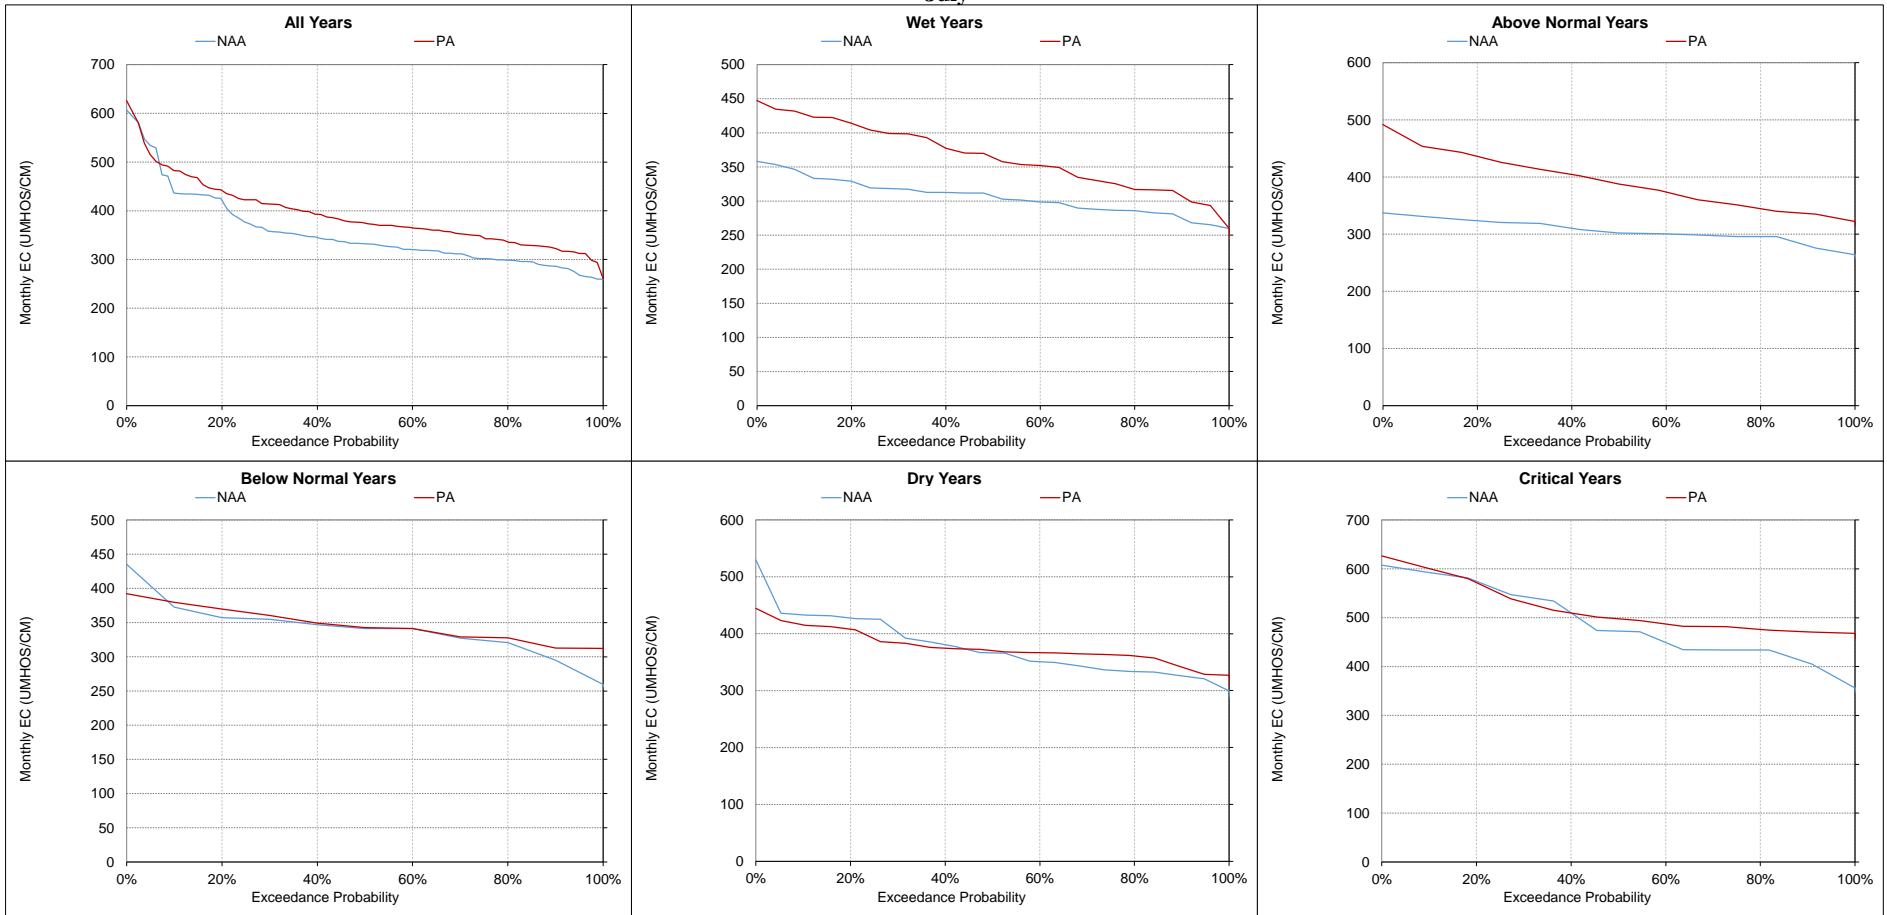 All Years
NAA PA
Monthly EC (UMHOS/CM)
700
600
500
400
300
200
100
0
0% 20% 40% 60% 80% 100%
Exceedance Probability
Wet Years
NAA PA
Monthly EC (UMHOS/CM)
500
450
400
350
300
250
200
150
100
50
0
0% 20% 40% 60% 80% 100%
Exceedance Probability
Above Normal Years
NAA PA
Monthly EC (UMHOS/CM)
600
500
400
300
200
100
0
0% 20% 40% 60% 80% 100%
Exceedance Probability
Below Normal Years
NAA PA
Monthly EC (UMHOS/CM)
500
450
400
350
300
250
200
150
100
50
0
0% 20% 40% 60% 80% 100%
Exceedance Probability
Dry Years
NAA PA
Monthly EC (UMHOS/CM)
600
500
400
300
200
100
0
0% 20% 40% 60% 80% 100%
Exceedance Probability
Critical Years
NAA PA
Monthly EC (UMHOS/CM)
700
600
500
400
300
200
100
0
0% 20% 40% 60% 80% 100%
Exceedance Probability